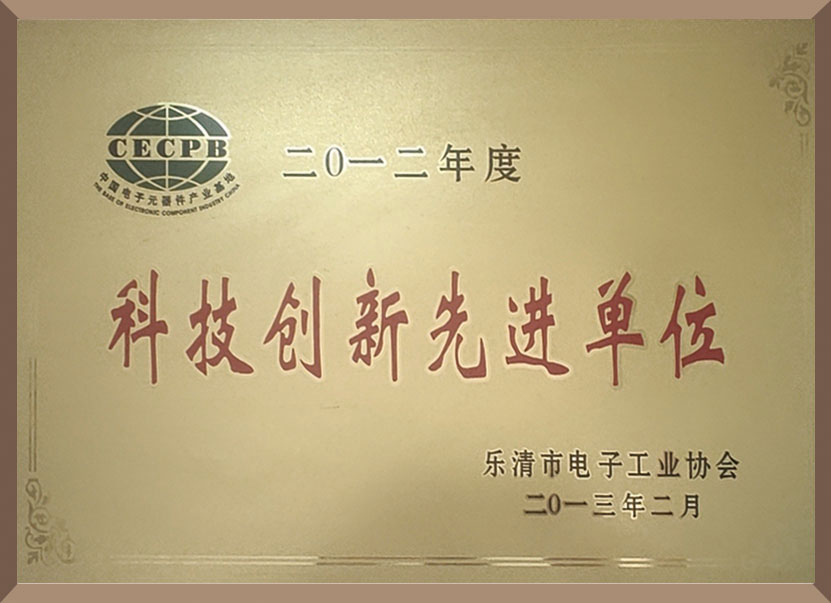 CECPB
中国电子元器件产业基地
THE BASE OF ELECTRONIC COMPONENT INDUSTRY CHINA
二0一二年度
科技创新先进单位
乐清市电子工业协会
二0一三年二月